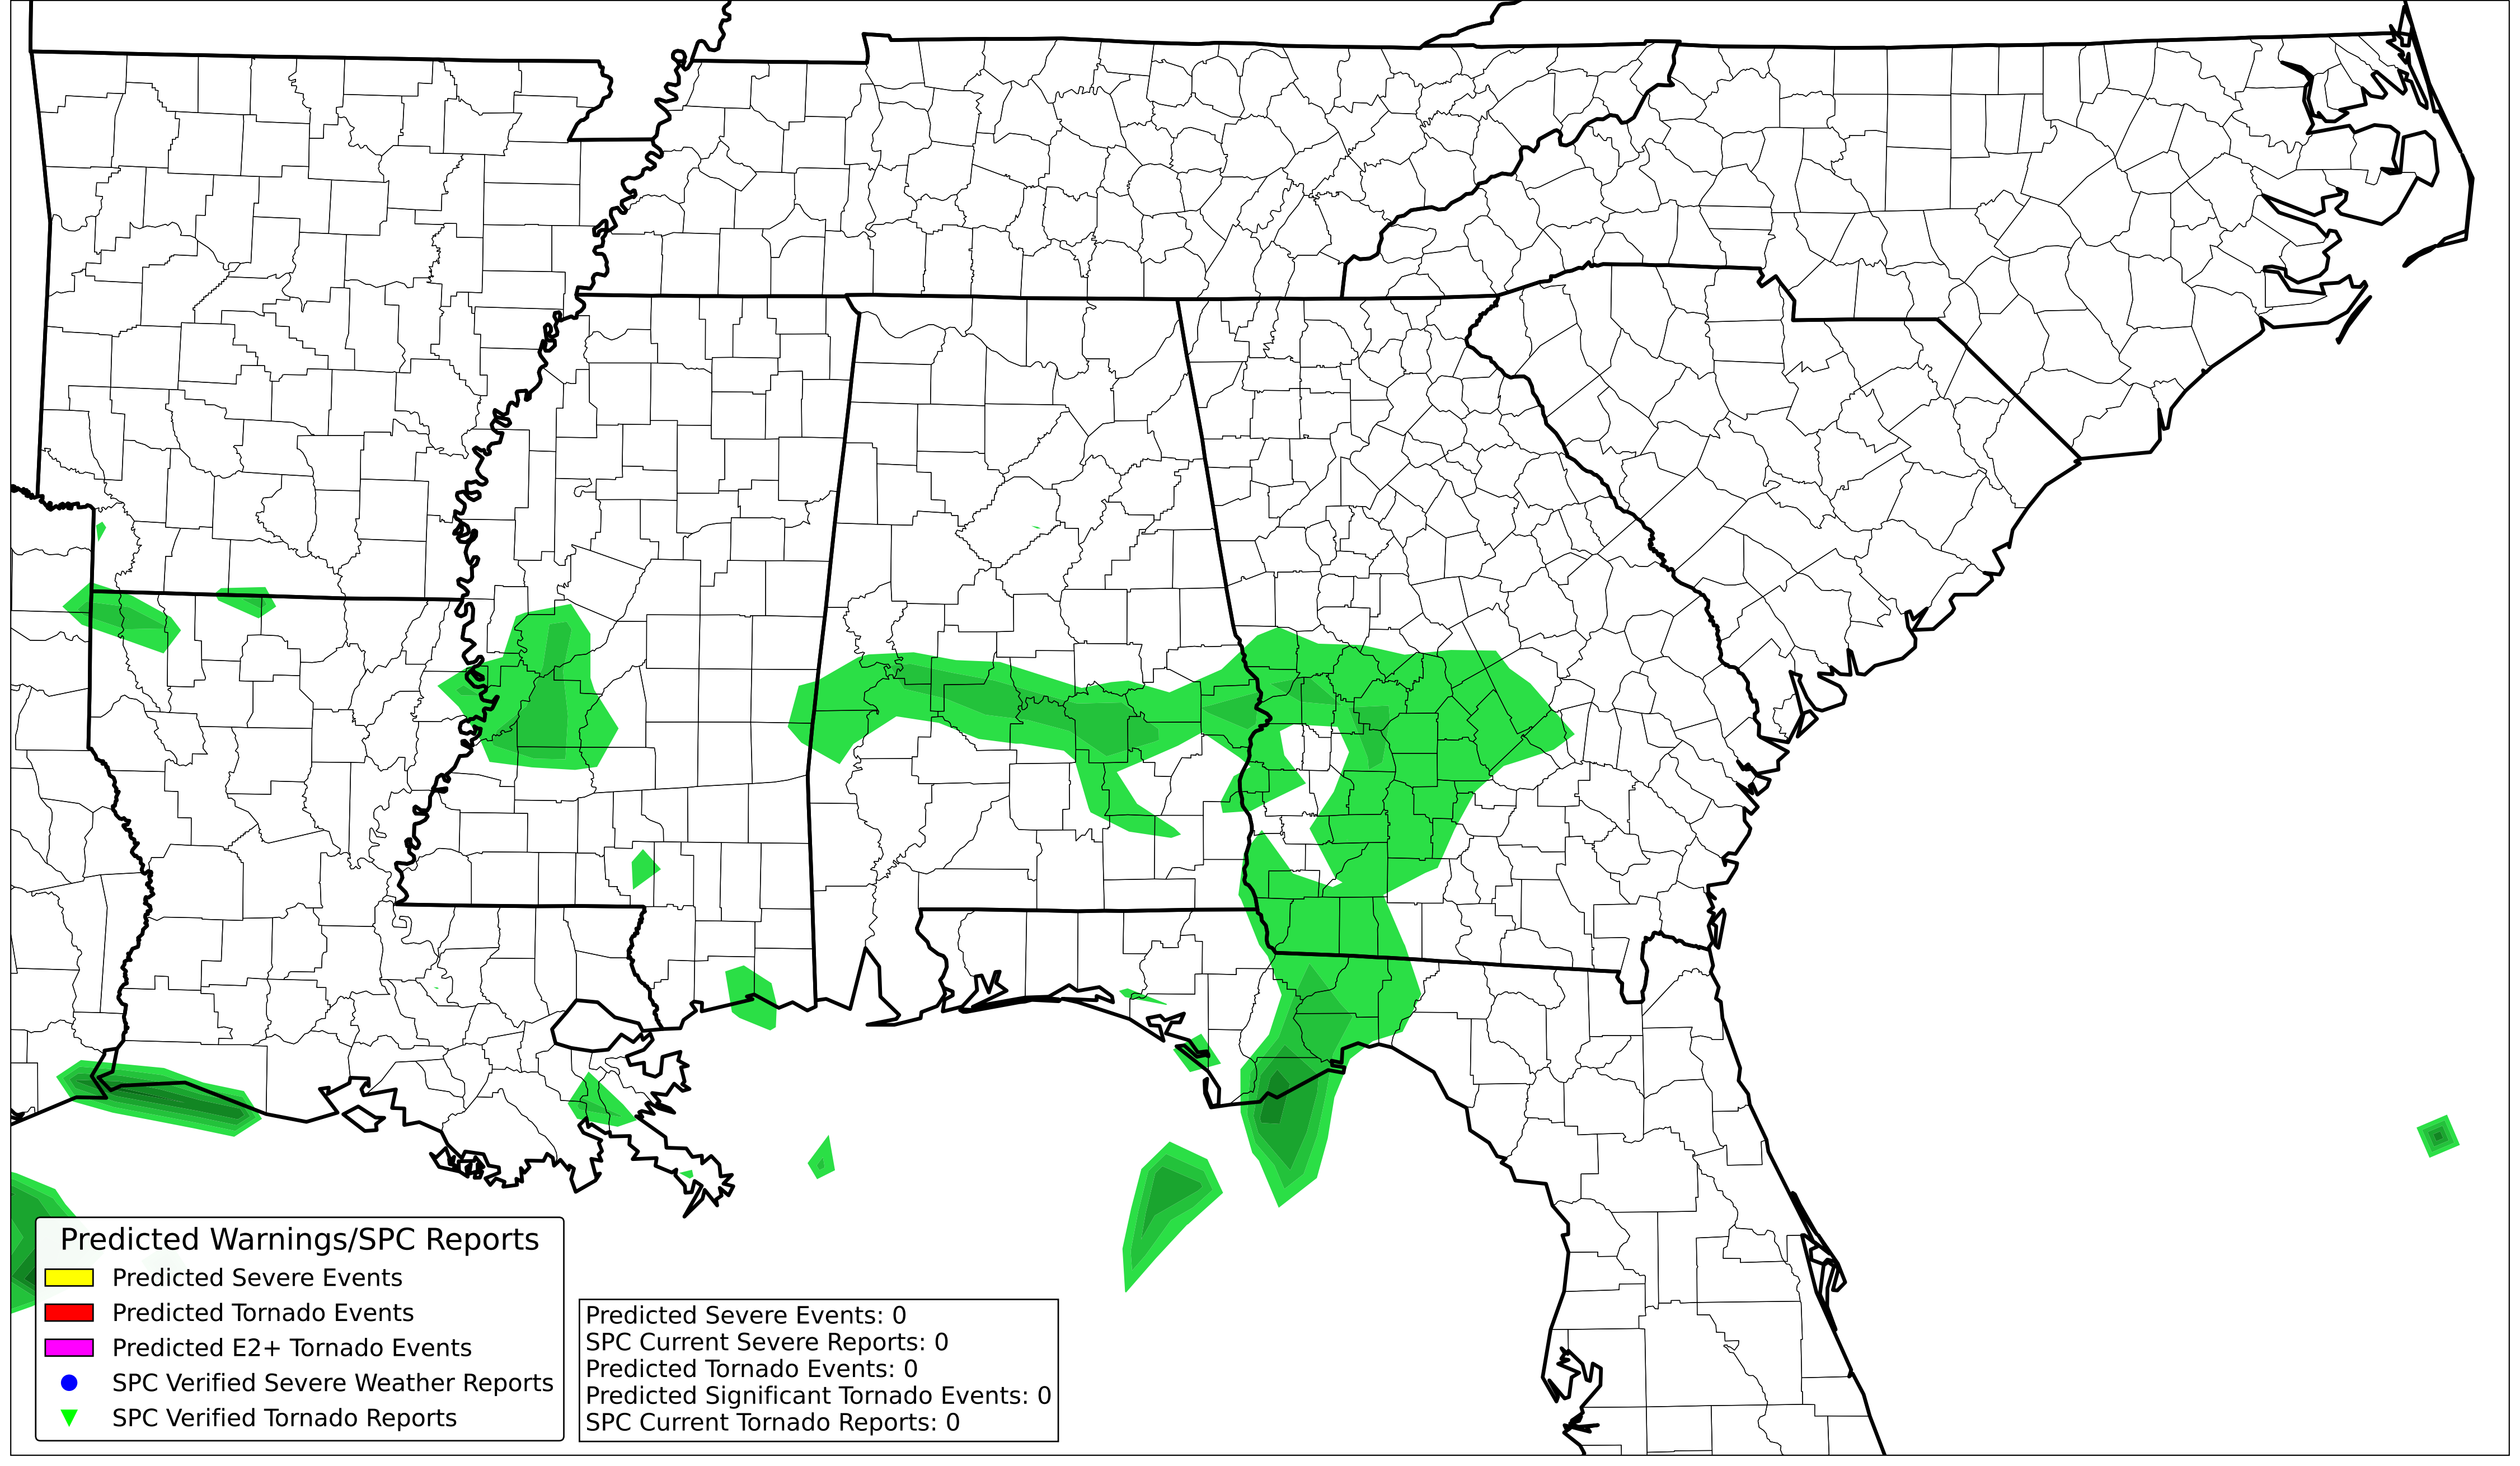 Predicted Warnings/SPC Reports
Predicted Severe Events
Predicted Tornado Events
Predicted E2+ Tornado Events
SPC Verified Severe Weather Reports
SPC Verified Tornado Reports
Predicted Severe Events: 0
SPC Current Severe Reports: 0
Predicted Tornado Events: 0
Predicted Significant Tornado Events: 0
SPC Current Tornado Reports: 0